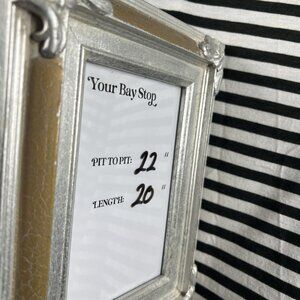 Your Bay Stop
PIT TO PIT: 22 "
LENGTH: 20 "